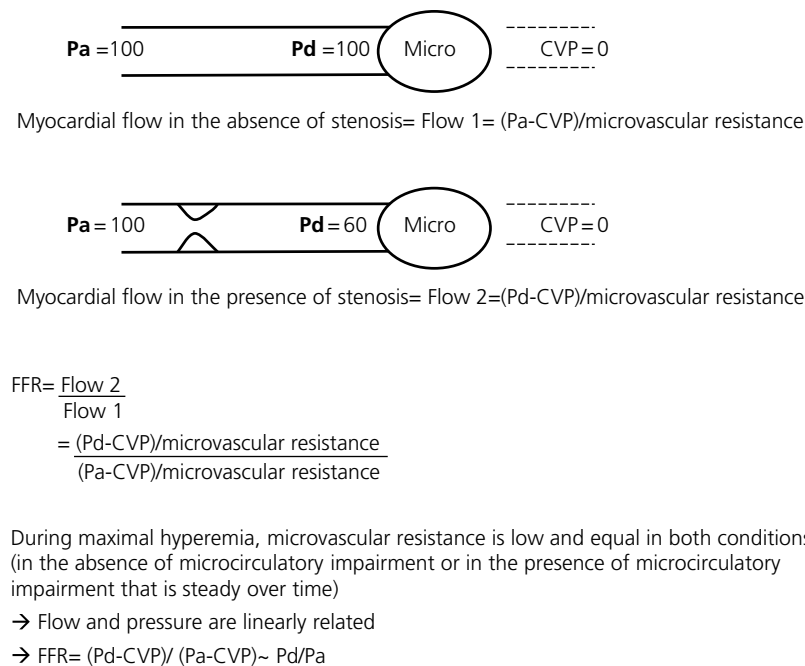 Pa =100 Pd =100 Micro CVP = 0
Myocardial flow in the absence of stenosis= Flow 1= (Pa-CVP)/microvascular resistance
Pa = 100 Pd = 60 Micro CVP = 0
Myocardial flow in the presence of stenosis= Flow 2=(Pd-CVP)/microvascular resistance
FFR= Flow 2
Flow 1
= (Pd-CVP)/microvascular resistance
(Pa-CVP)/microvascular resistance
During maximal hyperemia, microvascular resistance is low and equal in both conditions
(in the absence of microcirculatory impairment or in the presence of microcirculatory
impairment that is steady over time)
→ Flow and pressure are linearly related
→ FFR= (Pd-CVP)/ (Pa-CVP)~ Pd/Pa